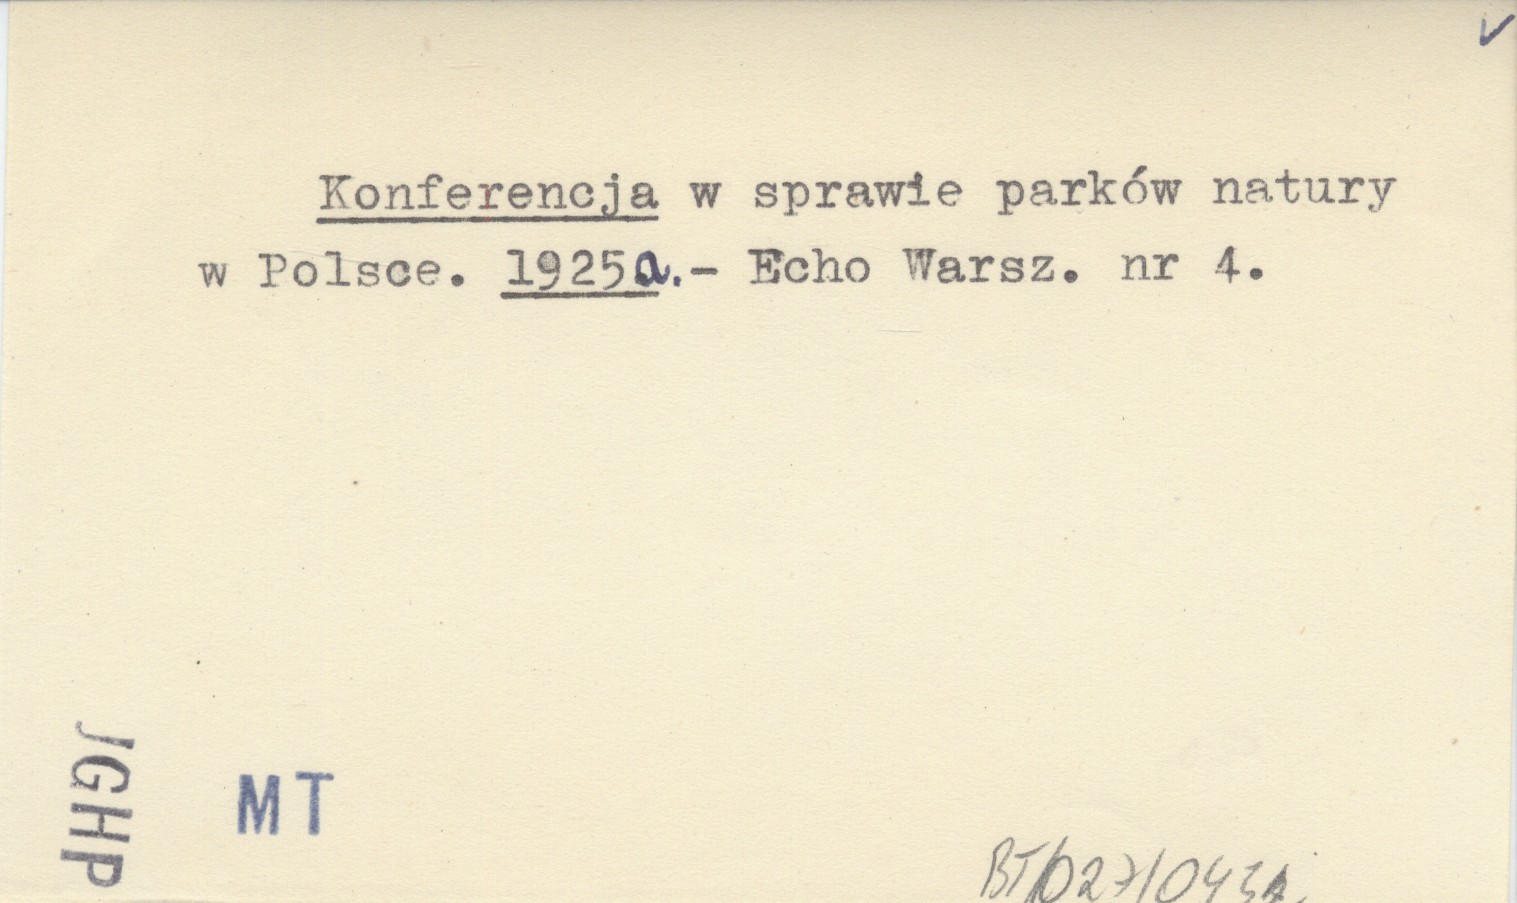 Konferencja w sprawie parków natury
w Polsce. 1925a.- Echo Warsz. nr 4.
JGHP
MT